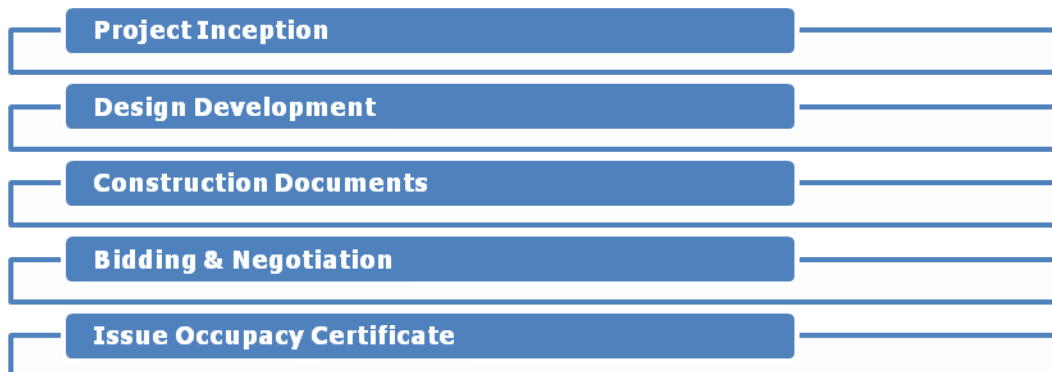 Project Inception
Design Development
Construction Documents
Bidding & Negotiation
Issue Occupacy Certificate